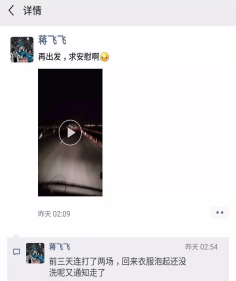 详情
蒋飞飞
再出发，求安慰啊
昨天 02:09
蒋飞飞
昨天 02:54
前三天连打了两场，回来衣服泡起还没
洗呢又通知走了